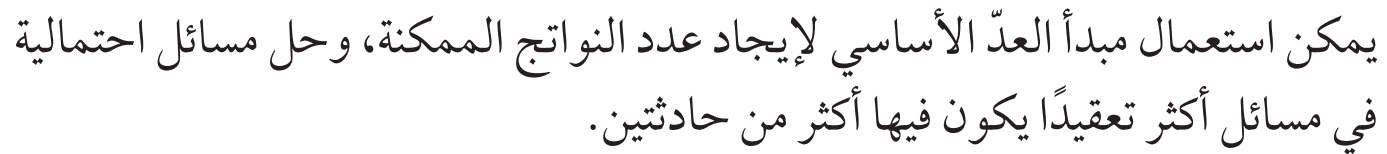 يمكن استعمال مبدأ العدّ الأساسي لإيجاد عدد النواتج الممكنة، وحل مسائل احتمالية
في مسائل أكثر تعقيدًا يكون فيها أكثر من حادثتين.